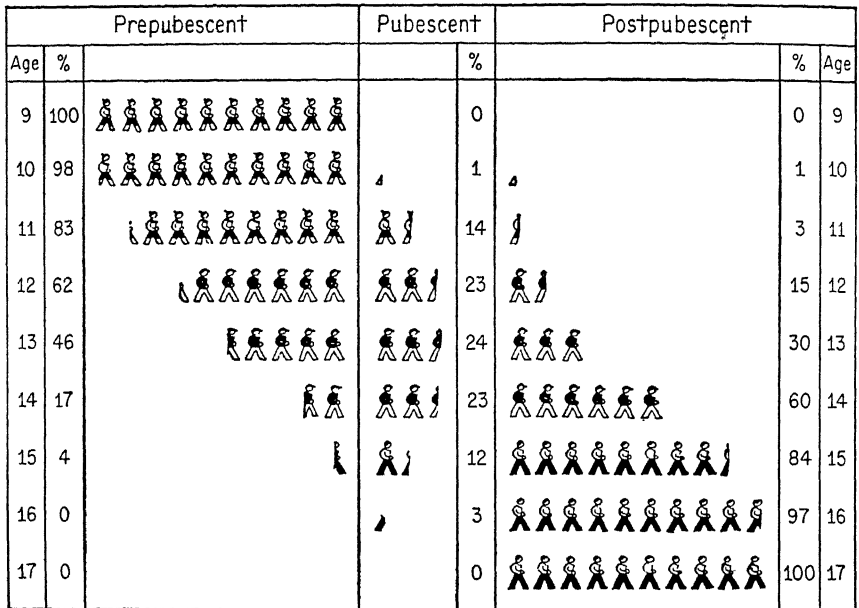 Prepubescent Pubescent Postpubescent
Age % % % Age
9 100 0 0 9
10 98 1 1 10
11 83 14 3 11
12 62 23 15 12
13 46 24 30 13
14 17 23 60 14
15 4 12 84 15
16 0 3 97 16
17 0 0 100 17